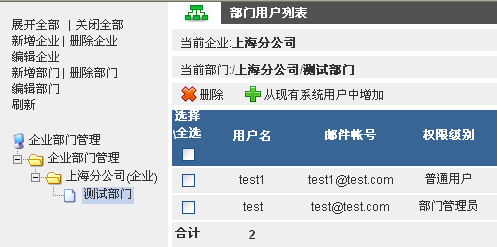 展开全部 | 关闭全部
新增企业 | 删除企业
编辑企业
新增部门 | 删除部门
编辑部门
刷新
企业部门管理
企业部门管理
上海分公司(企业)
测试部门
部门用户列表
当前企业:上海分公司
当前部门:/上海分公司/测试部门
删除 从现有系统用户中增加
选择\全选 用户名 邮件帐号 权限级别
test1 test1@test.com 普通用户
test test@test.com 部门管理员
合计 2